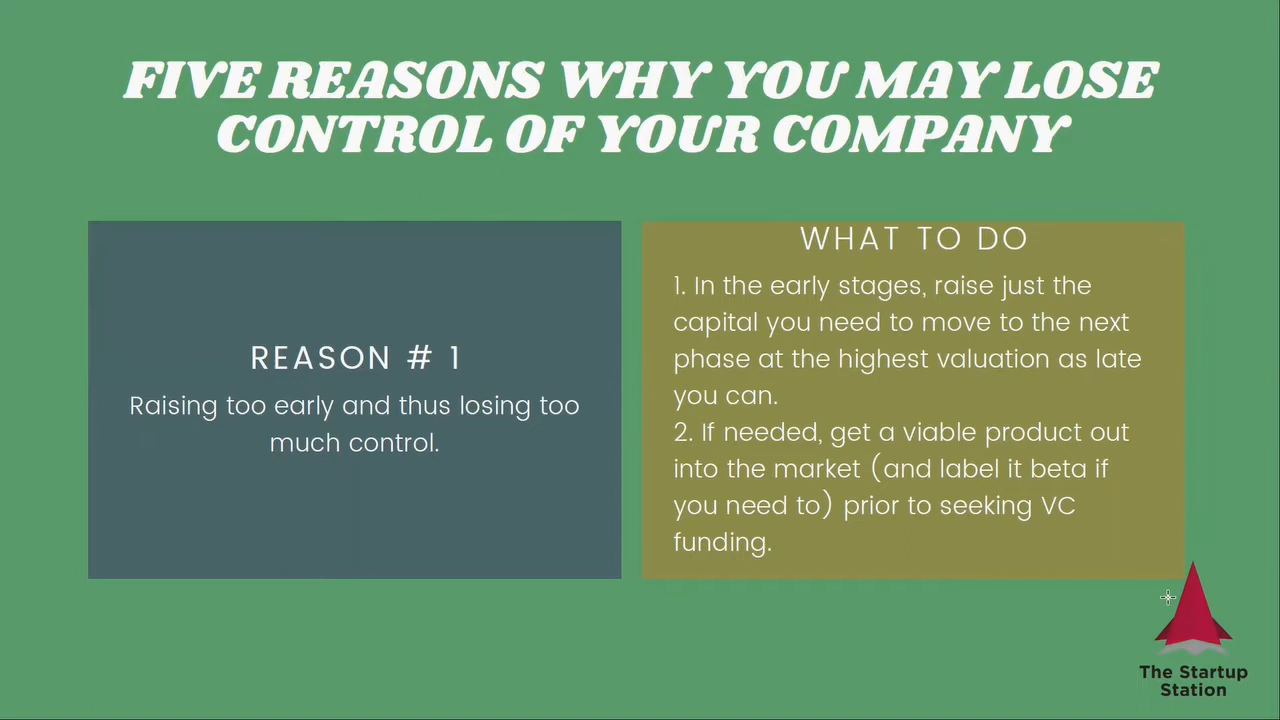 FIVE REASONS WHY YOU MAY LOSE
CONTROL OF YOUR COMPANY
REASON # 1
Raising too early and thus losing too
much control.
WHAT TO DO
1. In the early stages, raise just the
capital you need to move to the next
phase at the highest valuation as late
you can.
2. If needed, get a viable product out
into the market (and label it beta if
you need to) prior to seeking VC
funding.
The Startup
Station